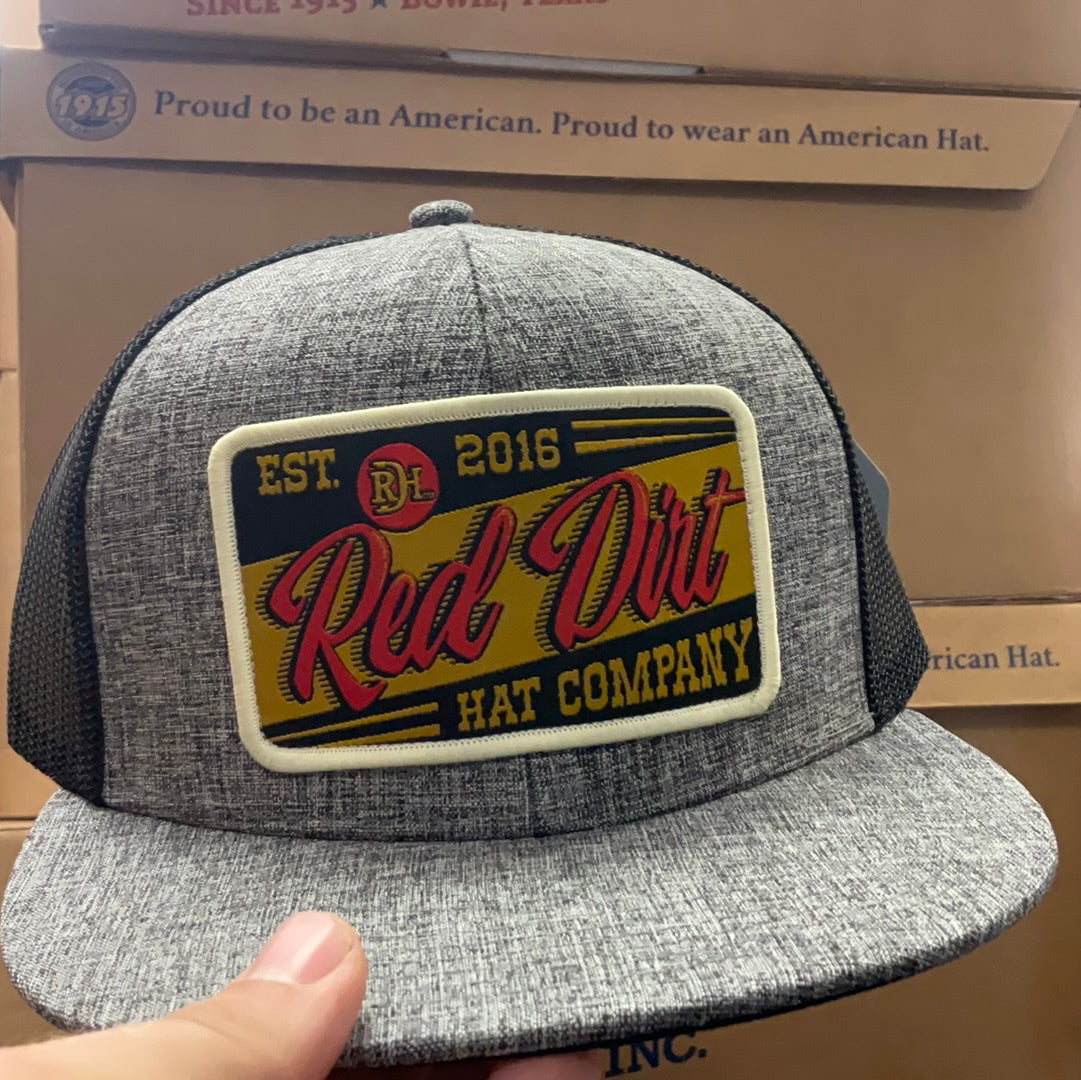 SINCE 1915 ★ BOWIE, TEXAS
1915
Proud to be an American. Proud to wear an American Hat.
EST. RDH 2016
Red Dirt
HAT COMPANY
rican Hat.
INC.